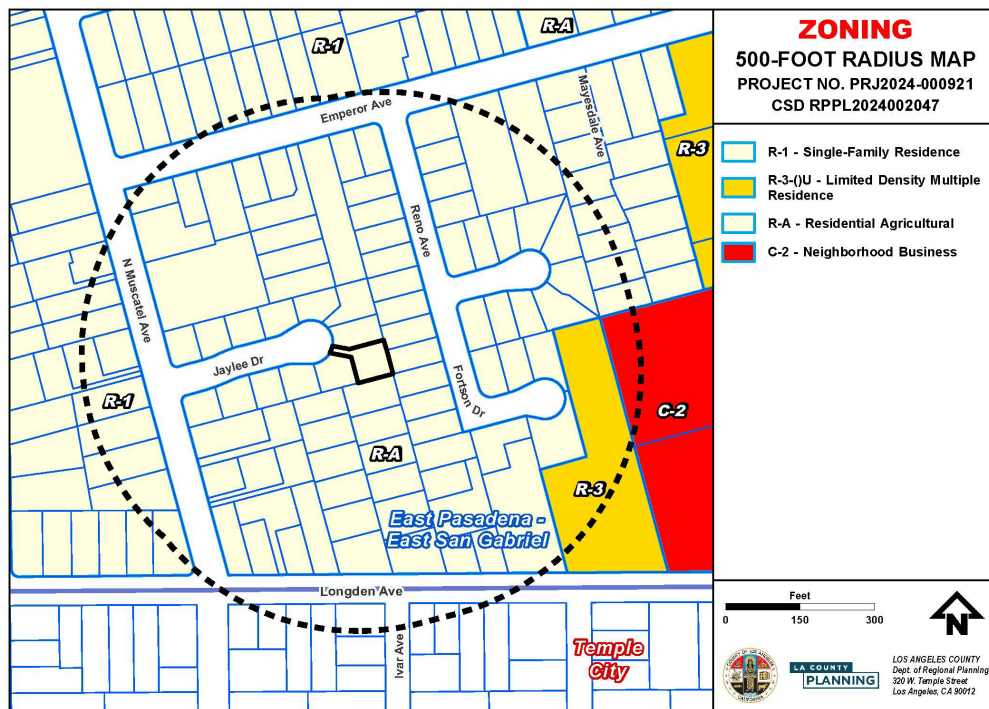 ZONING
500-FOOT RADIUS MAP
PROJECT NO. PRJ2024-000921
CSD RPPL2024002047
R-1 - Single-Family Residence
R-3-()U - Limited Density Multiple
Residence
R-A - Residential Agricultural
C-2 - Neighborhood Business
R-1
R-A
Mayesdale Ave
Emperor Ave
R-3
Reno Ave
N Muscatel Ave
Jaylee Dr
Fortson Dr
R-1
C-2
R-A
R-3
East Pasadena -
East San Gabriel
Longden Ave
Ivar Ave
Temple
City
Feet
0 150 300
N
LA COUNTY
PLANNING
LOS ANGELES COUNTY
Dept. of Regional Planning
320 W. Temple Street
Los Angeles, CA 90012